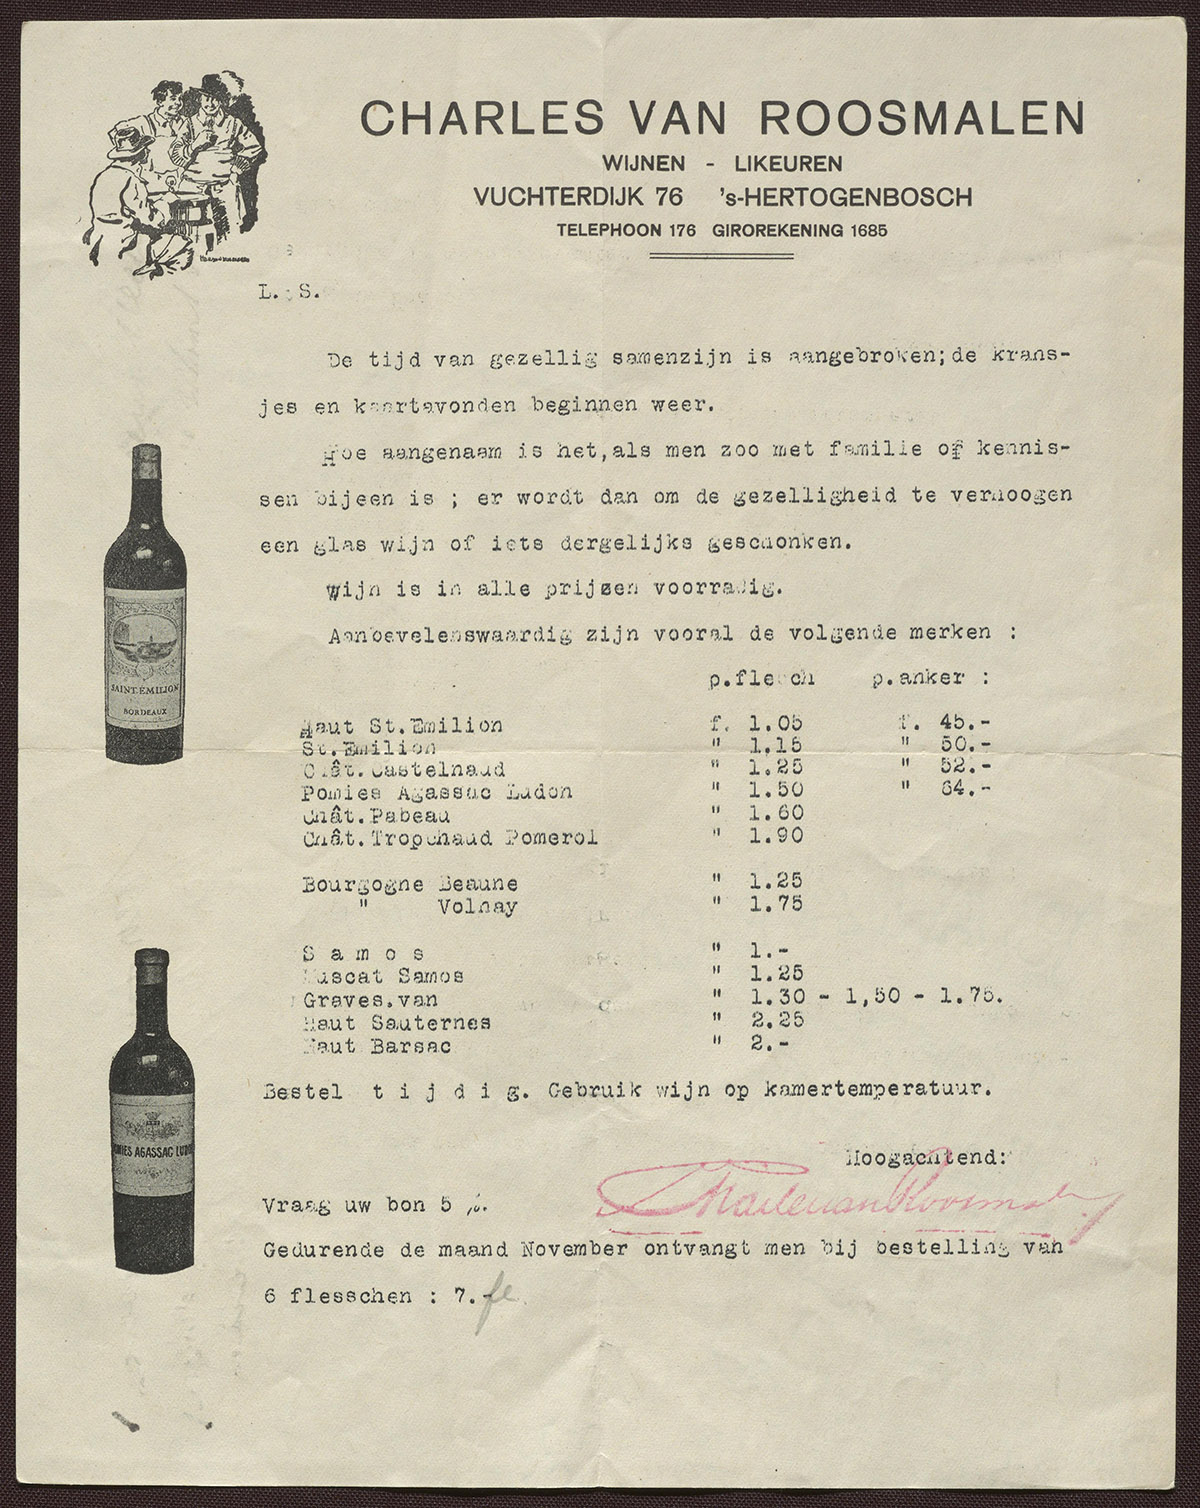 CHARLES VAN ROOSMALEN
WIJNEN - LIKEUREN
VUCHTERDIJK 76 's-HERTOGENBOSCH
TELEPHOON 176 GIROREKENING 1685
L. S.
De tijd van gezellig samenzijn is aangebroken; de krans-
jes en kaartavonden beginnen weer.
Hoe aangenaam is het, als men zoo met familie of kennis-
sen bijeen is ; er wordt dan om de gezelligheid te verhoogen
een glas wijn of iets dergelijks geschonken.
Wijn is in alle prijzen voorradig.
Aanbevelenswaardig zijn vooral de volgende merken :
p.flesch p.anker :
Haut St.Emilion f. 1.05 f. 45.-
St.Emilion " 1.15 " 50.-
Chât.Castelnaud " 1.25 " 52.-
Pomies Agassac Ludon " 1.50 " 64.-
Chât.Pabeau " 1.60
Chât.Tropchaud Pomerol " 1.90
Bourgogne Beaune " 1.25
" Volnay " 1.75
S a m o s " 1.-
Muscat Samos " 1.25
Graves.van " 1.30 - 1,50 - 1.75.
Haut Sauternes " 2.25
Haut Barsac " 2.-
Bestel t i j d i g. Gebruik wijn op kamertemperatuur.
Hoogachtend:
Charles van Roosmalen
Vraag uw bon 5 %.
Gedurende de maand November ontvangt men bij bestelling van
6 flesschen : 7.- fl
SAINT-EMILION
BORDEAUX
POMIES AGASSAC LUDON